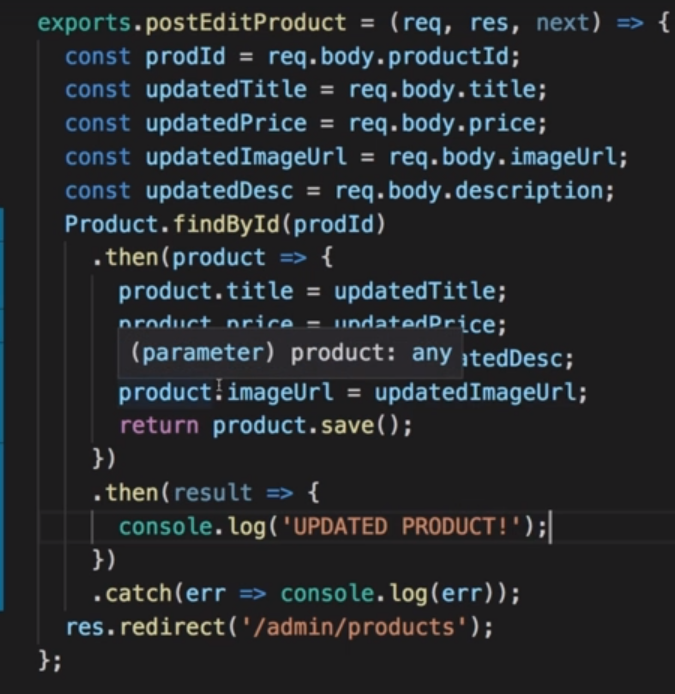 exports.postEditProduct = (req, res, next) => {
const prodId = req.body.productId;
const updatedTitle = req.body.title;
const updatedPrice = req.body.price;
const updatedImageUrl = req.body.imageUrl;
const updatedDesc = req.body.description;
Product.findById(prodId)
.then(product => {
product.title = updatedTitle;
product.price = updatedPrice;
(parameter) product: any
atedDesc;
product.imageUrl = updatedImageUrl;
return product.save();
})
.then(result => {
console.log('UPDATED PRODUCT!');
})
.catch(err => console.log(err));
res.redirect('/admin/products');
};